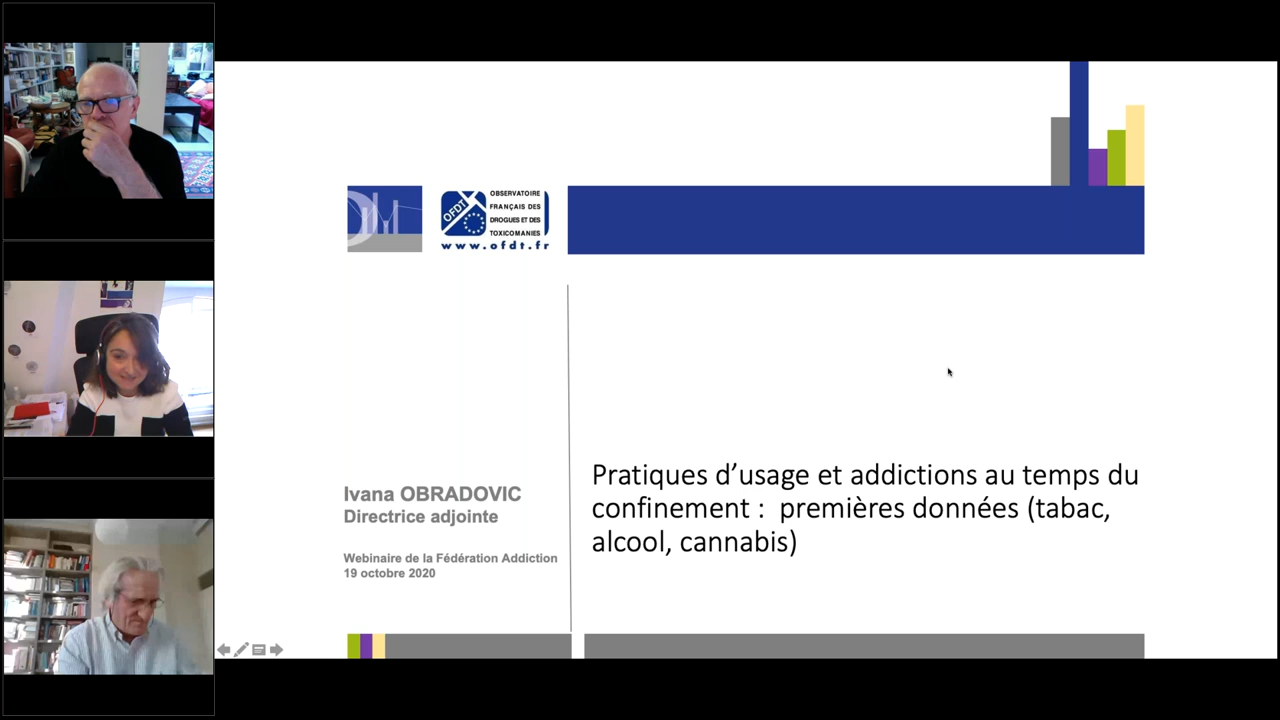 OFDT
OBSERVATOIRE
FRANÇAIS DES
DROGUES ET DES
TOXICOMANIES
www.ofdt.fr
Ivana OBRADOVIC
Directrice adjointe
Webinaire de la Fédération Addiction
19 octobre 2020
Pratiques d’usage et addictions au temps du
confinement :  premières données (tabac,
alcool, cannabis)